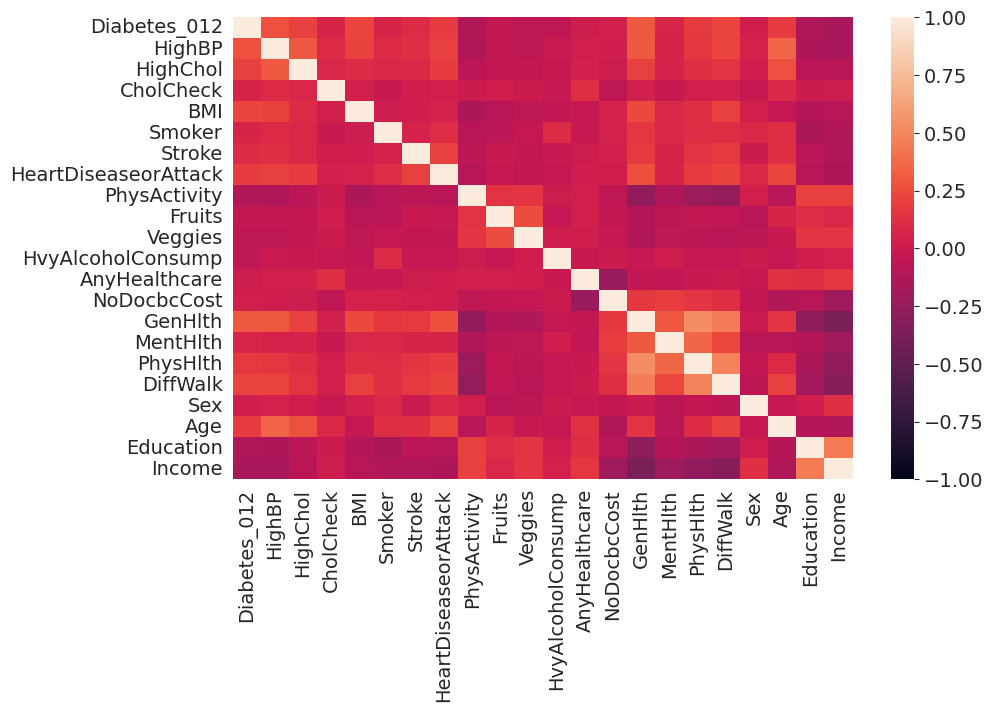 Diabetes_012
HighBP
HighChol
CholCheck
BMI
Smoker
Stroke
HeartDiseaseorAttack
PhysActivity
Fruits
Veggies
HvyAlcoholConsump
AnyHealthcare
NoDocbcCost
GenHlth
MentHlth
PhysHlth
DiffWalk
Sex
Age
Education
Income
Diabetes_012
HighBP
HighChol
CholCheck
BMI
Smoker
Stroke
HeartDiseaseorAttack
PhysActivity
Fruits
Veggies
HvyAlcoholConsump
AnyHealthcare
NoDocbcCost
GenHlth
MentHlth
PhysHlth
DiffWalk
Sex
Age
Education
Income
1.00
0.75
0.50
0.25
0.00
−0.25
−0.50
−0.75
−1.00